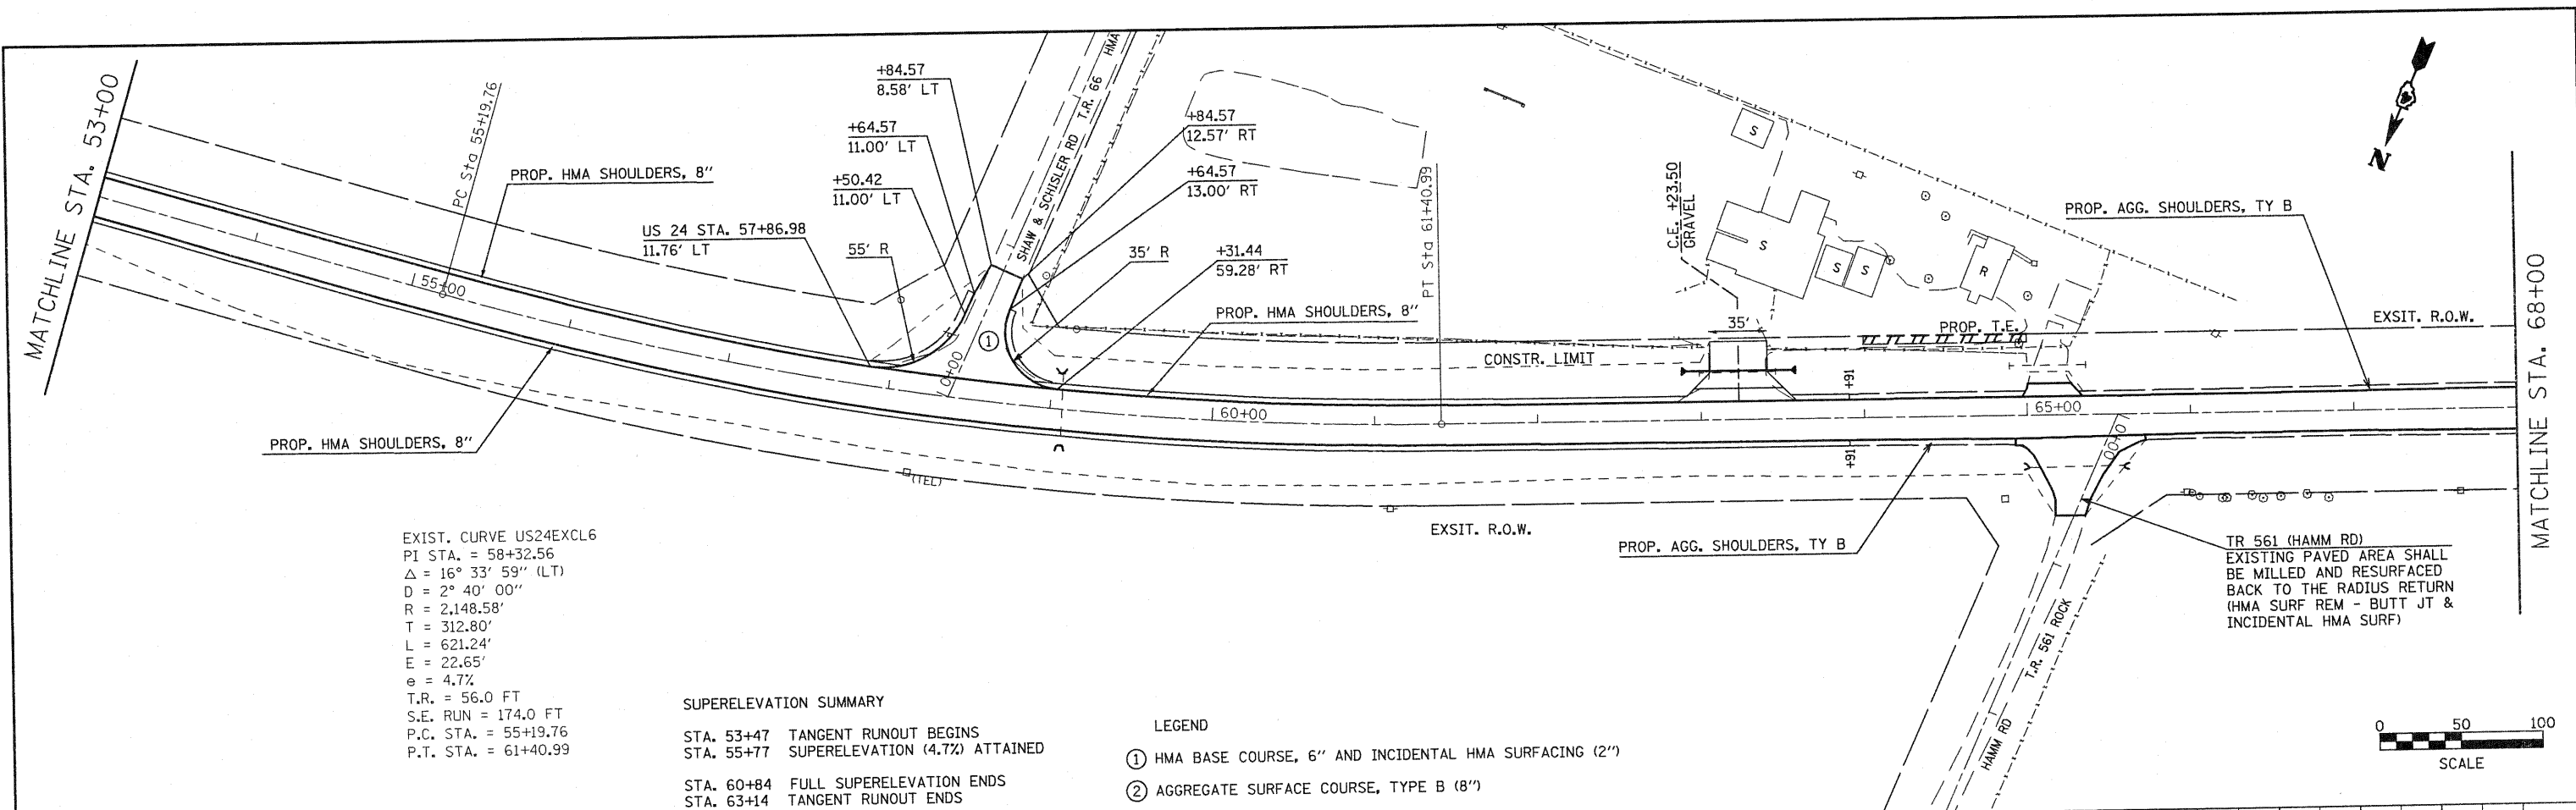 MATCHLINE STA. 53+00
PC Sta 55+19.76
PROP. HMA SHOULDERS, 8"
55+00
PROP. HMA SHOULDERS, 8"
US 24 STA. 57+86.98
11.76' LT
55' R
+84.57
8.58' LT
+64.57
11.00' LT
+50.42
11.00' LT
SHAW & SCHISLER RD T.R. 66 HMA
+84.57
12.57' RT
+64.57
13.00' RT
35' R
+31.44
59.28' RT
0+00
1
PROP. HMA SHOULDERS, 8"
PT Sta 61+40.99
60+00
(TEL)
CONSTR. LIMIT
C.E. +23.50
GRAVEL
35'
S
S
S
S
R
PROP. T.E.
+91
+91
65+00
0+00
PROP. AGG. SHOULDERS, TY B
EXSIT. R.O.W.
N
MATCHLINE STA. 68+00
EXSIT. R.O.W.
PROP. AGG. SHOULDERS, TY B
TR 561 (HAMM RD)
EXISTING PAVED AREA SHALL
BE MILLED AND RESURFACED
BACK TO THE RADIUS RETURN
(HMA SURF REM - BUTT JT &
INCIDENTAL HMA SURF)
HAMM RD T.R. 561 ROCK
EXIST. CURVE US24EXCL6
PI STA. = 58+32.56
Δ = 16° 33' 59" (LT)
D = 2° 40' 00"
R = 2,148.58'
T = 312.80'
L = 621.24'
E = 22.65'
e = 4.7%
T.R. = 56.0 FT
S.E. RUN = 174.0 FT
P.C. STA. = 55+19.76
P.T. STA. = 61+40.99
SUPERELEVATION SUMMARY
STA. 53+47 TANGENT RUNOUT BEGINS
STA. 55+77 SUPERELEVATION (4.7%) ATTAINED
STA. 60+84 FULL SUPERELEVATION ENDS
STA. 63+14 TANGENT RUNOUT ENDS
LEGEND
1 HMA BASE COURSE, 6" AND INCIDENTAL HMA SURFACING (2")
2 AGGREGATE SURFACE COURSE, TYPE B (8")
0 50 100
SCALE